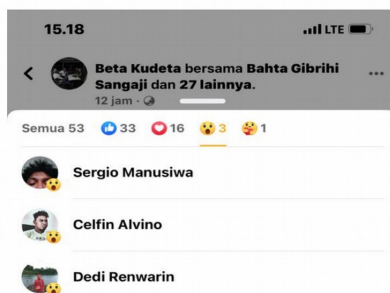 15.18 LTE
Beta Kudeta bersama Bahta Gibrihi
Sangaji dan 27 lainnya.
12 jam ·
Semua 53 33 16 3 1
Sergio Manusiwa
Celfin Alvino
Dedi Renwarin